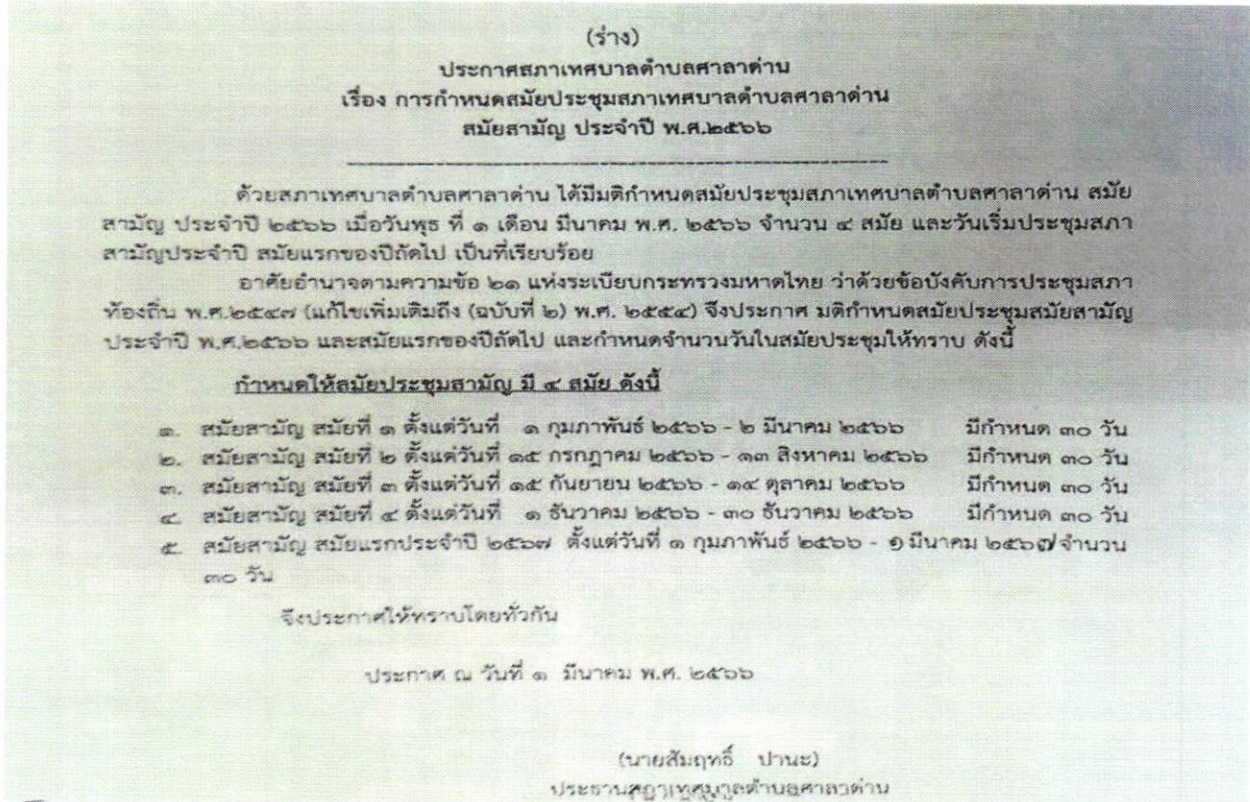 (ร่าง)
ประกาศสภาเทศบาลตำบลศาลาด่าน
เรื่อง การกำหนดสมัยประชุมสภาเทศบาลตำบลศาลาด่าน
สมัยสามัญ ประจำปี พ.ศ.๒๕๖๖
ด้วยสภาเทศบาลตำบลศาลาด่าน ได้มีมติกำหนดสมัยประชุมสภาเทศบาลตำบลศาลาด่าน สมัย
สามัญ ประจำปี ๒๕๖๖ เมื่อวันพุธ ที่ ๑ เดือน มีนาคม พ.ศ. ๒๕๖๖ จำนวน ๔ สมัย และวันเริ่มประชุมสภา
สามัญประจำปี สมัยแรกของปีถัดไป เป็นที่เรียบร้อย
อาศัยอำนาจตามความข้อ ๒๑ แห่งระเบียบกระทรวงมหาดไทย ว่าด้วยข้อบังคับการประชุมสภา
ท้องถิ่น พ.ศ.๒๕๔๗ (แก้ไขเพิ่มเติมถึง (ฉบับที่ ๒) พ.ศ. ๒๕๕๔) จึงประกาศ มติกำหนดสมัยประชุมสมัยสามัญ
ประจำปี พ.ศ.๒๕๖๖ และสมัยแรกของปีถัดไป และกำหนดจำนวนวันในสมัยประชุมให้ทราบ ดังนี้
กำหนดให้สมัยประชุมสามัญ มี ๔ สมัย ดังนี้
๑. สมัยสามัญ สมัยที่ ๑ ตั้งแต่วันที่ ๑ กุมภาพันธ์ ๒๕๖๖ - ๒ มีนาคม ๒๕๖๖ มีกำหนด ๓๐ วัน
๒. สมัยสามัญ สมัยที่ ๒ ตั้งแต่วันที่ ๑๕ กรกฎาคม ๒๕๖๖ - ๑๓ สิงหาคม ๒๕๖๖ มีกำหนด ๓๐ วัน
๓. สมัยสามัญ สมัยที่ ๓ ตั้งแต่วันที่ ๑๕ กันยายน ๒๕๖๖ - ๑๔ ตุลาคม ๒๕๖๖ มีกำหนด ๓๐ วัน
๔. สมัยสามัญ สมัยที่ ๔ ตั้งแต่วันที่ ๑ ธันวาคม ๒๕๖๖ - ๓๐ ธันวาคม ๒๕๖๖ มีกำหนด ๓๐ วัน
๕. สมัยสามัญ สมัยแรกประจำปี ๒๕๖๗ ตั้งแต่วันที่ ๑ กุมภาพันธ์ ๒๕๖๖ - ๑ มีนาคม ๒๕๖๗ จำนวน
๓๐ วัน
จึงประกาศให้ทราบโดยทั่วกัน
ประกาศ ณ วันที่ ๑ มีนาคม พ.ศ. ๒๕๖๖
(นายสัมฤทธิ์ ปานะ)
ประธานสภาเทศบาลตำบลศาลาด่าน